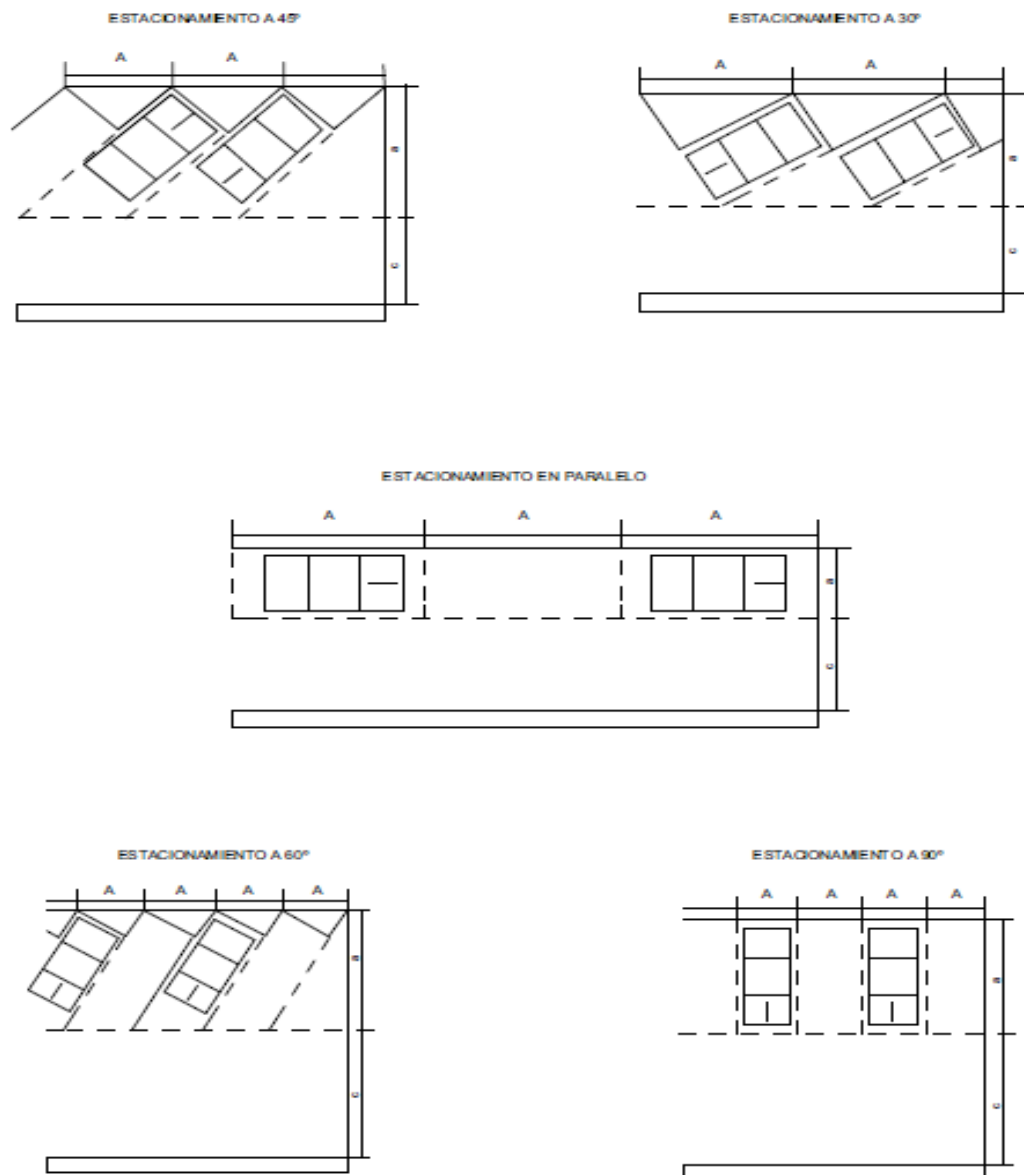 ESTACIONAMIENTO A 45º
ESTACIONAMIENTO A 30º
A A
A A
a
a
c
c
ESTACIONAMIENTO EN PARALELO
A A A
a
c
ESTACIONAMIENTO A 60º
ESTACIONAMIENTO A 90º
A A A A
A A A A
a
a
c
c